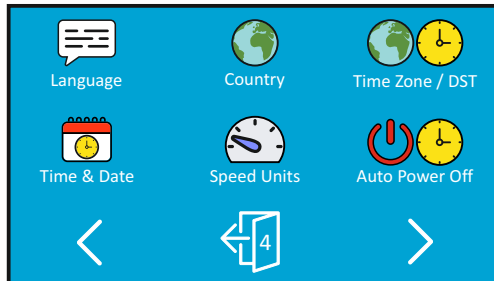 Language
Country
Time Zone / DST
Time & Date
Speed Units
Auto Power Off
4